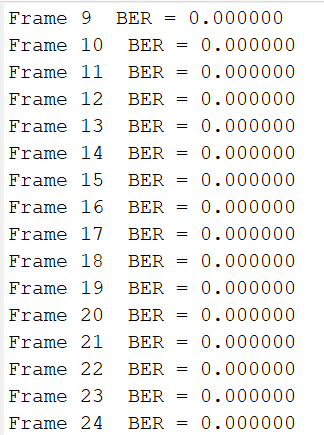 Frame 9  BER = 0.000000
Frame 10  BER = 0.000000
Frame 11  BER = 0.000000
Frame 12  BER = 0.000000
Frame 13  BER = 0.000000
Frame 14  BER = 0.000000
Frame 15  BER = 0.000000
Frame 16  BER = 0.000000
Frame 17  BER = 0.000000
Frame 18  BER = 0.000000
Frame 19  BER = 0.000000
Frame 20  BER = 0.000000
Frame 21  BER = 0.000000
Frame 22  BER = 0.000000
Frame 23  BER = 0.000000
Frame 24  BER = 0.000000